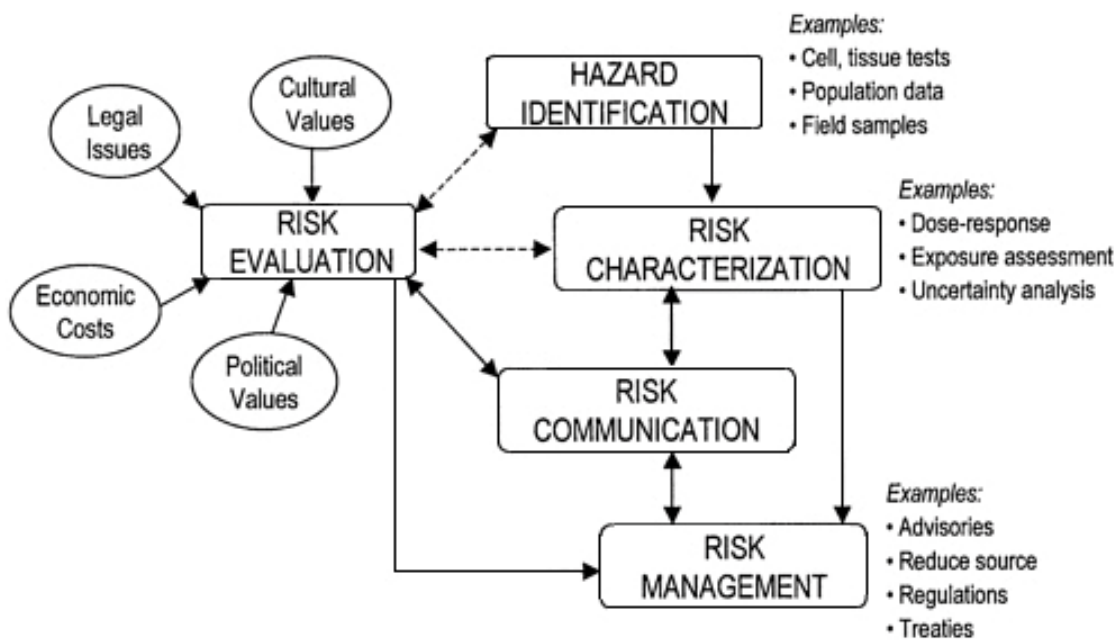 Examples:
• Cell, tissue tests
• Population data
• Field samples
HAZARD
IDENTIFICATION
Cultural
Values
Legal
Issues
RISK
EVALUATION
Economic
Costs
Political
Values
Examples:
• Dose-response
• Exposure assessment
• Uncertainty analysis
RISK
CHARACTERIZATION
RISK
COMMUNICATION
RISK
MANAGEMENT
Examples:
• Advisories
• Reduce source
• Regulations
• Treaties